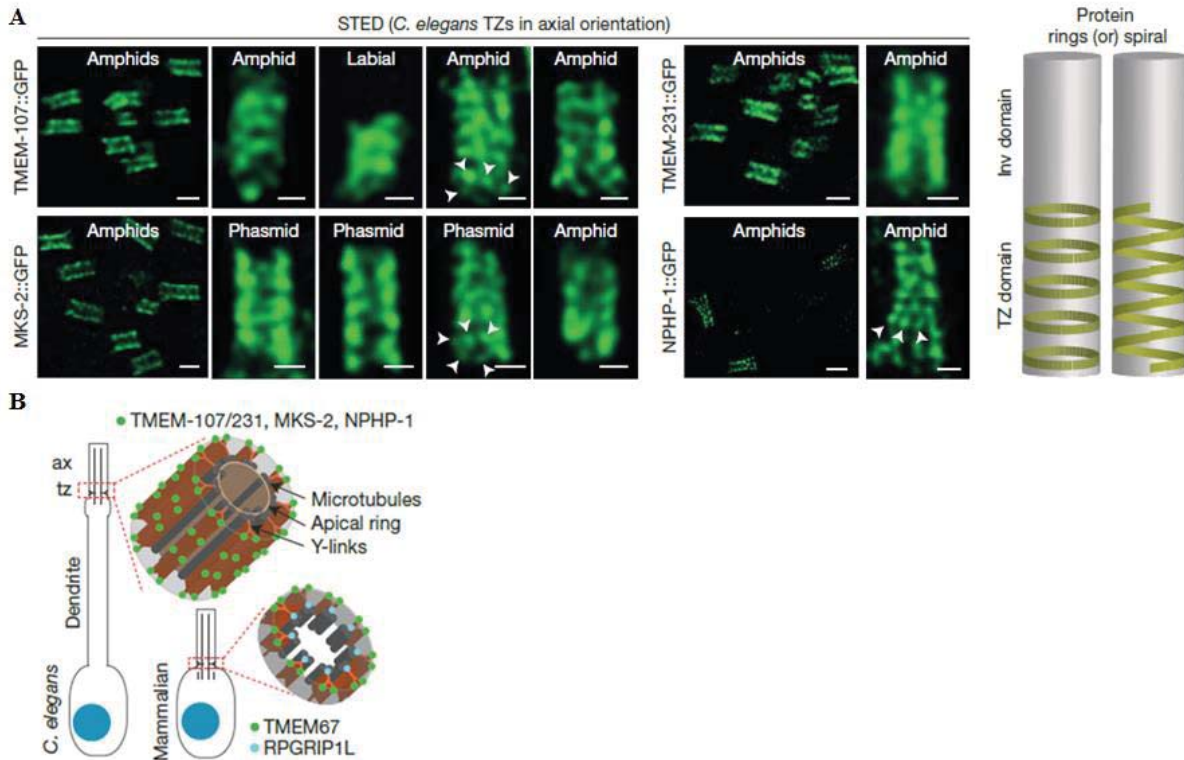 A
STED (C. elegans TZs in axial orientation)
Protein
rings (or) spiral
TMEM-107::GFP
Amphids
Amphid
Labial
Amphid
Amphid
TMEM-231::GFP
Amphids
Amphid
MKS-2::GFP
Amphids
Phasmid
Amphid
Phasmid
Amphid
NPHP-1::GFP
Amphids
Amphid
Inv domain
TZ domain
B
TMEM-107/231, MKS-2, NPHP-1
ax
tz
Microtubules
Apical ring
Y-links
Dendrite
C. elegans
Mammalian
TMEM67
RPGRIP1L